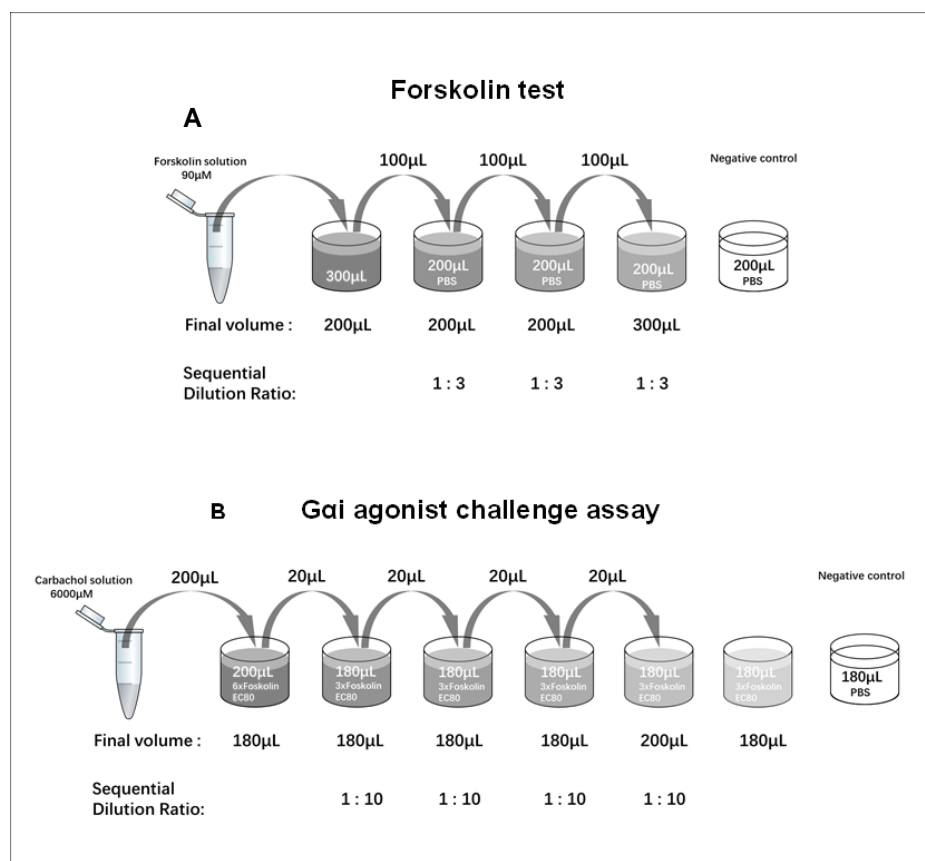 Forskolin test
A
Forskolin solution
90μM
100μL 100μL 100μL
Negative control
300μL
200μL
PBS
200μL
PBS
200μL
PBS
200μL
PBS
Final volume : 200μL 200μL 200μL 300μL
Sequential
Dilution Ratio: 1 : 3 1 : 3 1 : 3
B Gαi agonist challenge assay
Carbachol solution
6000μM
200μL 20μL 20μL 20μL 20μL
Negative control
200μL
6xFoskolin
EC80
180μL
3xFoskolin
EC80
180μL
3xFoskolin
EC80
180μL
3xFoskolin
EC80
180μL
3xFoskolin
EC80
180μL
3xFoskolin
EC80
180μL
PBS
Final volume : 180μL 180μL 180μL 180μL 200μL 180μL
Sequential
Dilution Ratio: 1 : 10 1 : 10 1 : 10 1 : 10